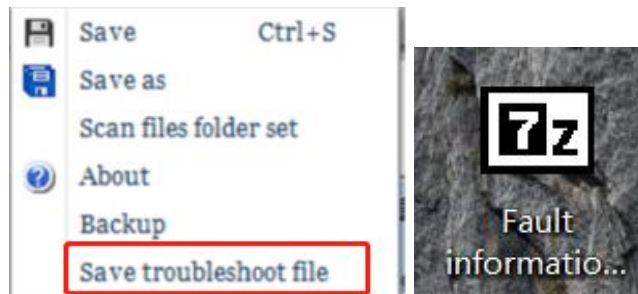 Save Ctrl+S
Save as
Scan files folder set
About
Backup
Save troubleshoot file
7z
Fault
informatio...